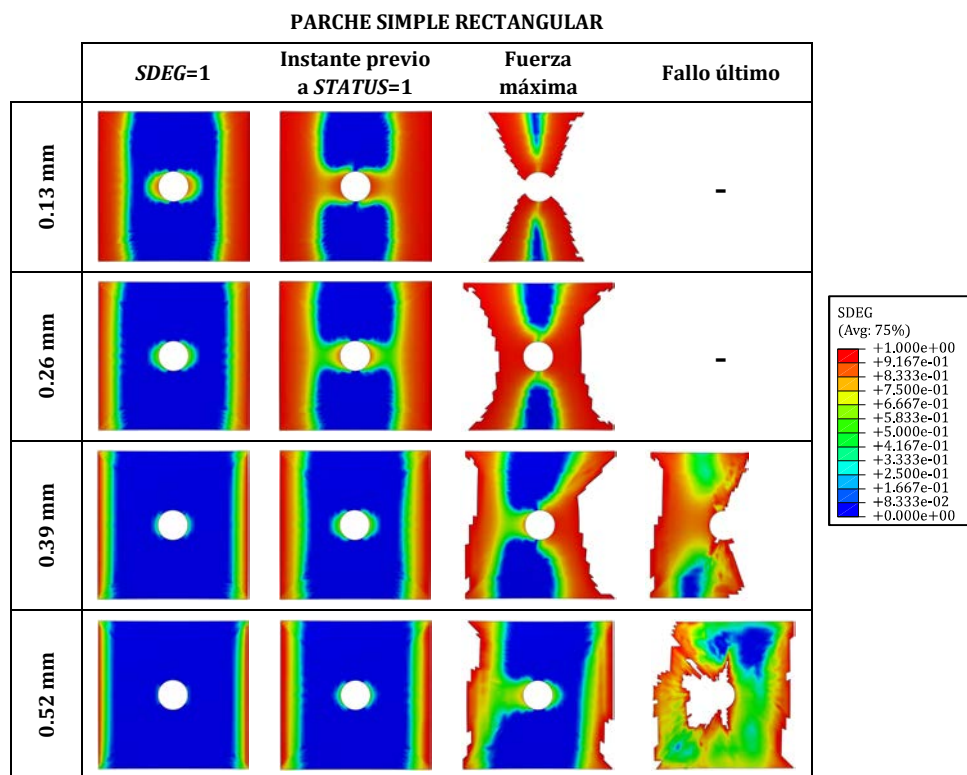 PARCHE SIMPLE RECTANGULAR
SDEG=1
Instante previo
a STATUS=1
Fuerza
máxima
Fallo último
0.13 mm
-
0.26 mm
-
0.39 mm
0.52 mm
SDEG
(Avg: 75%)
+1.000e+00
+9.167e-01
+8.333e-01
+7.500e-01
+6.667e-01
+5.833e-01
+5.000e-01
+4.167e-01
+3.333e-01
+2.500e-01
+1.667e-01
+8.333e-02
+0.000e+00